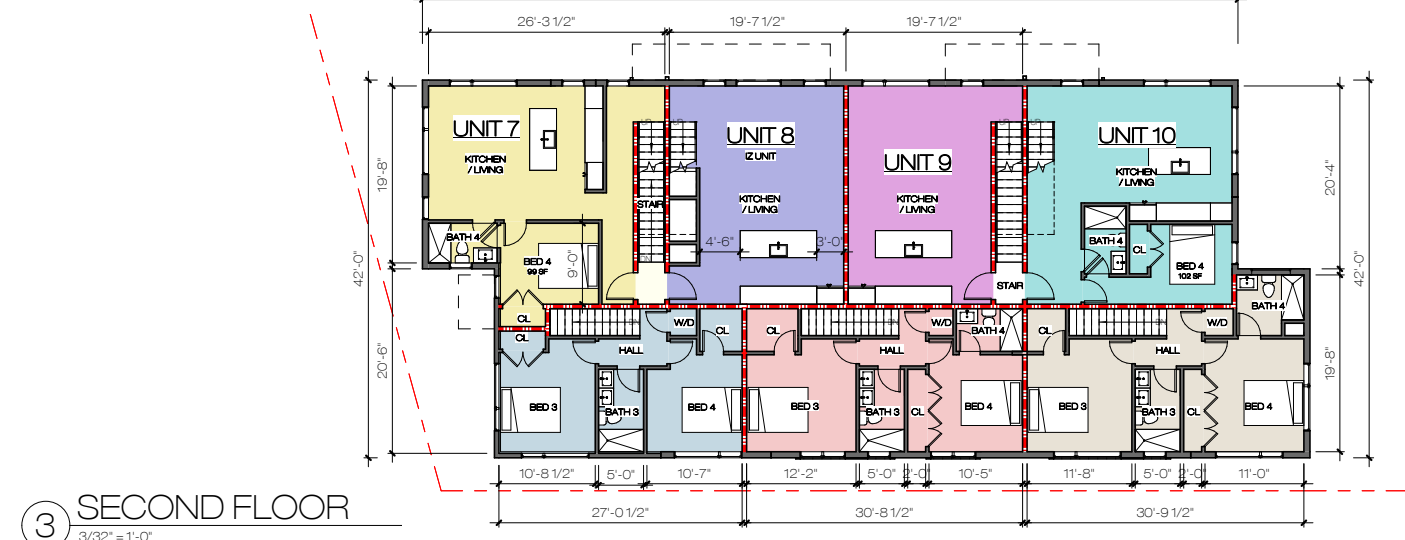 26'-3 1/2"
19'-7 1/2"
19'-7 1/2"
UNIT 7
KITCHEN
/ LIVING
STAIR
UNIT 8
IZ UNIT
KITCHEN
/ LIVING
UNIT 9
KITCHEN
/ LIVING
UNIT 10
KITCHEN
/ LIVING
19'-8"
42'-0"
20'-6"
20'-4"
42'-0"
19'-8"
BATH 4
BED 4
99 SF
9'-0"
4'-6"
3'-0"
STAIR
BATH 4
CL
BED 4
102 SF
CL
CL
W/D
CL
HALL
BED 3
BATH 3
BED 4
CL
W/D
BATH 4
HALL
BED 3
BATH 3
CL
BED 4
CL
W/D
BATH 4
HALL
BED 3
BATH 3
CL
BED 4
10'-8 1/2"
5'-0"
10'-7"
12'-2"
5'-0"
2'-0"
10'-5"
11'-8"
5'-0"
2'-0"
11'-0"
27'-0 1/2"
30'-8 1/2"
30'-9 1/2"
3
SECOND FLOOR
3/32" = 1'-0"